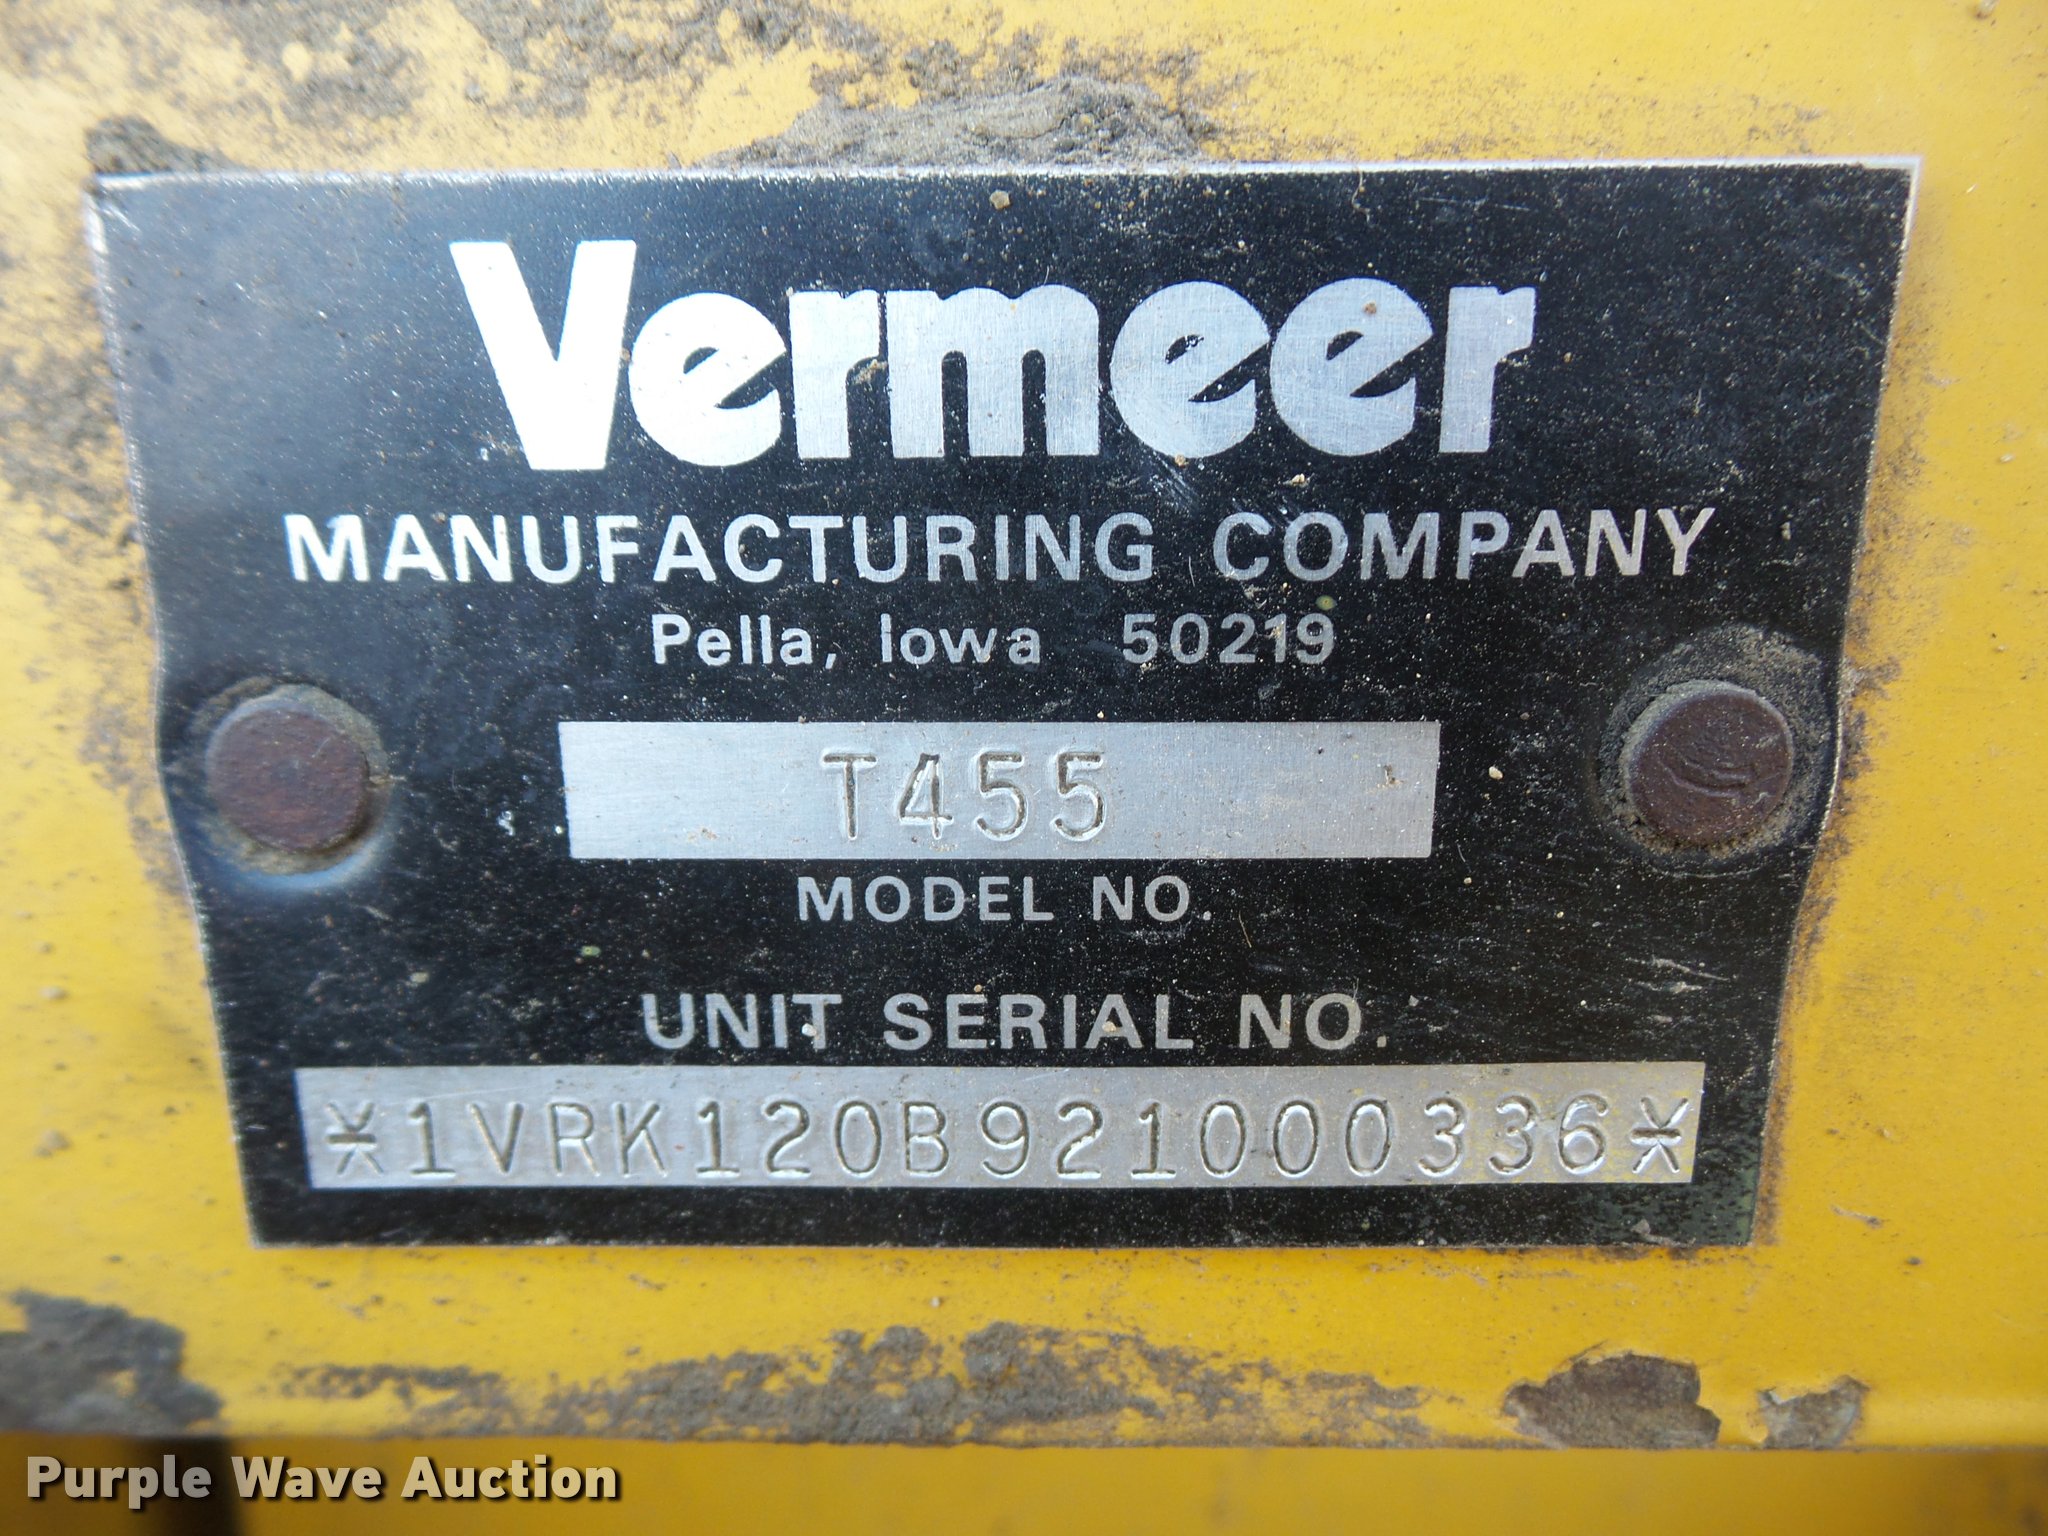 Vermeer
MANUFACTURING COMPANY
Pella, Iowa 50219
T455
MODEL NO.
UNIT SERIAL NO.
*1VRK120B921000336*
Purple Wave Auction